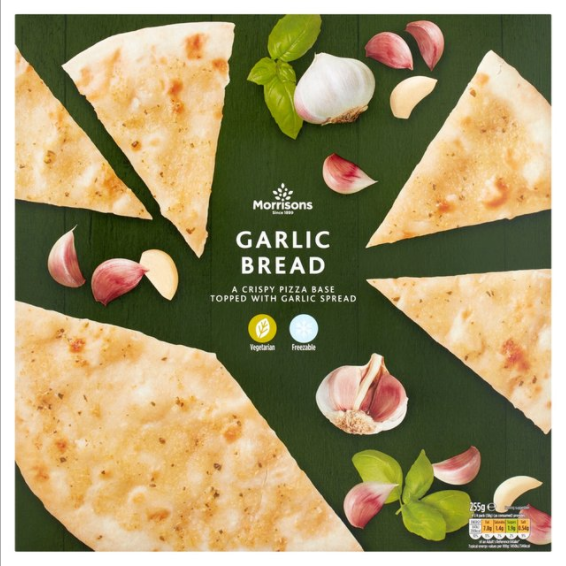 Morrisons
Since 1899
GARLIC
BREAD
A CRISPY PIZZA BASE
TOPPED WITH GARLIC SPREAD
Vegetarian
Freezable
255g ℮